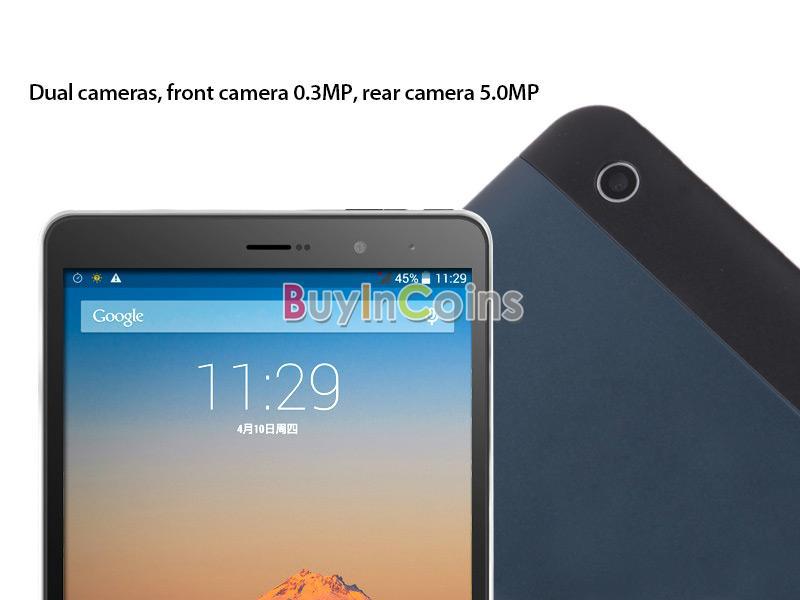 Dual cameras, front camera 0.3MP, rear camera 5.0MP
45% 11:29
BuyInCoins
Google
11:29
4月10日周四